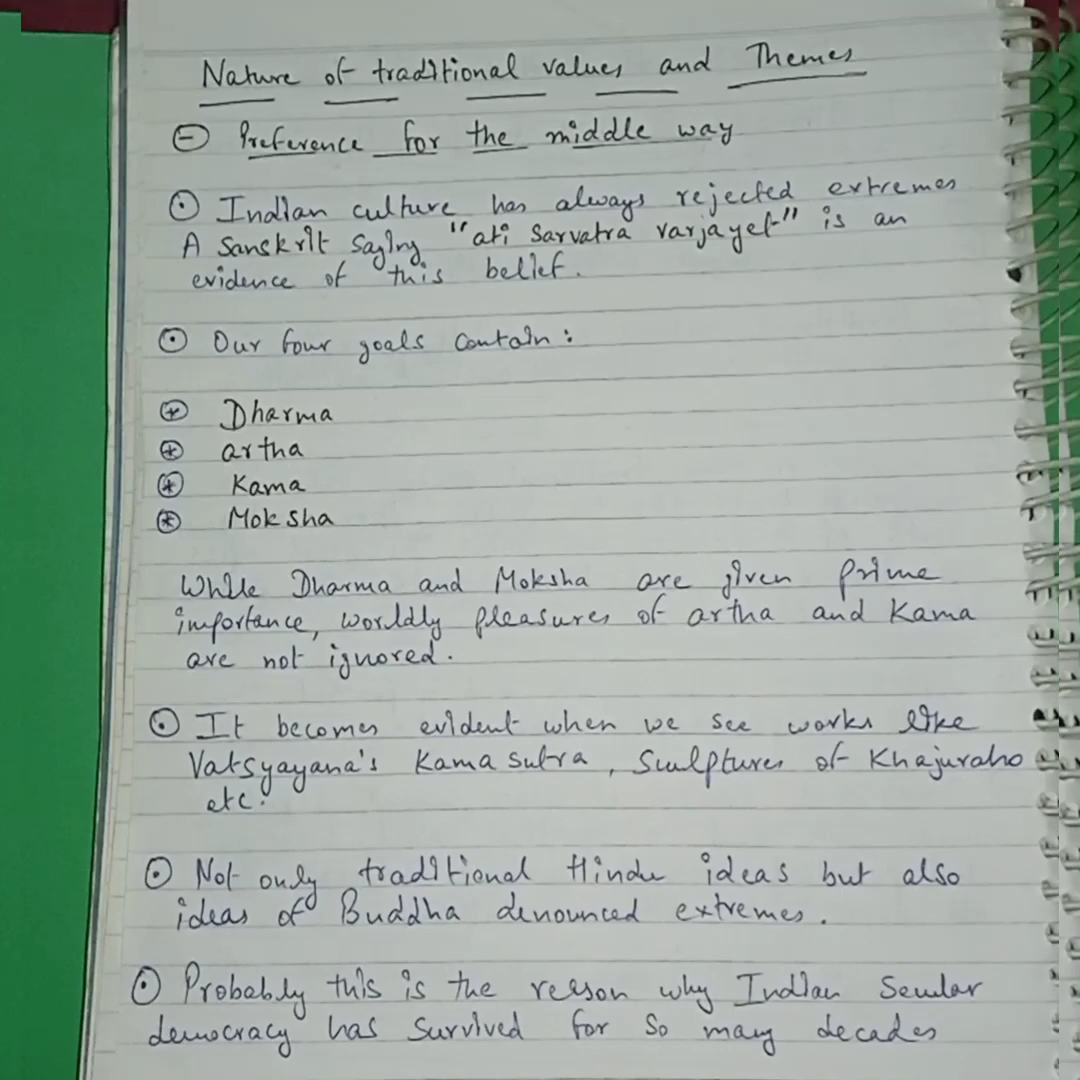 Nature of traditional values and Themes
Preference for the middle way
Indian culture has always rejected extremes
A Sanskrit saying "ati sarvatra varjayet" is an
evidence of this belief.
Our four goals contain:
Dharma
artha
Kama
Moksha
While Dharma and Moksha are given prime
importance, worldly pleasures of artha and Kama
are not ignored.
It becomes evident when we see works like
Vatsyayana's Kama sutra, Sculptures of Khajuraho
etc.
Not only traditional Hindu ideas but also
ideas of Buddha denounced extremes.
Probably this is the reason why Indian Secular
democracy has survived for so many decades